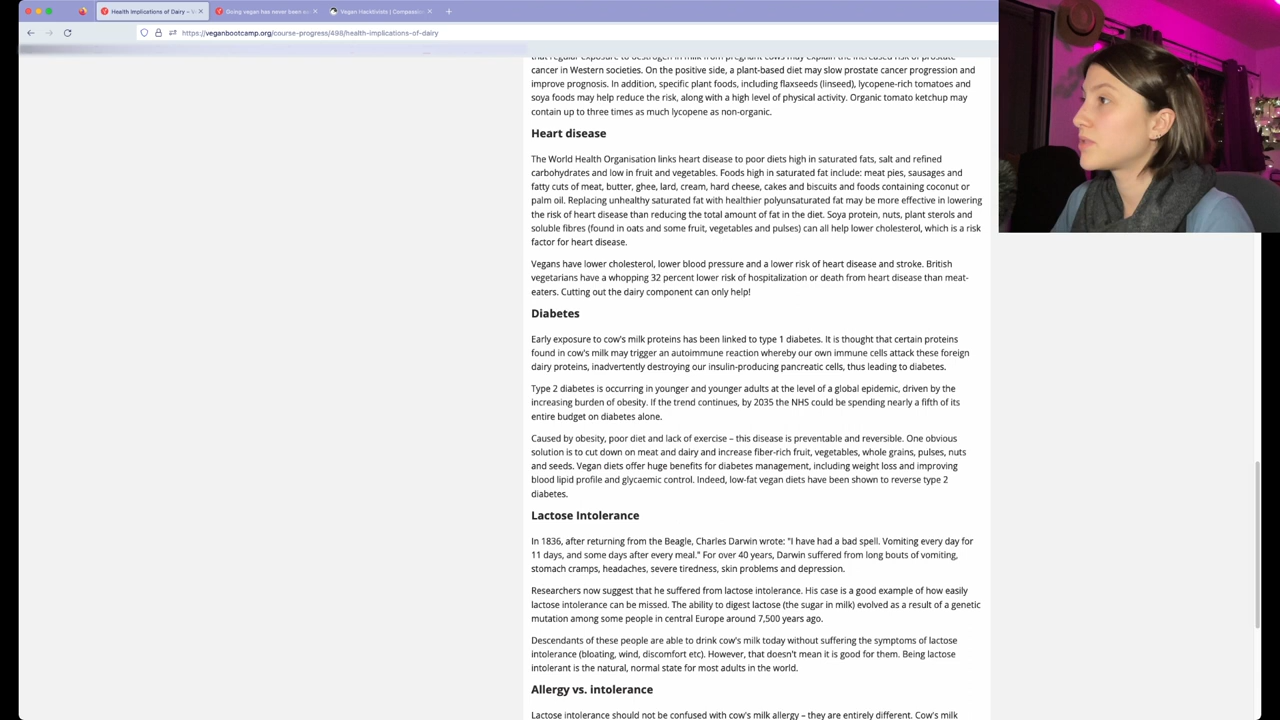 Health Implications of Dairy – V
Going vegan has never been so
Vegan Hacktivists | Compassion
https://veganbootcamp.org/course-progress/498/health-implications-of-dairy
that regular exposure to oestrogen in milk from pregnant cows may explain the increased risk of prostate
cancer in Western societies. On the positive side, a plant-based diet may slow prostate cancer progression and
improve prognosis. In addition, specific plant foods, including flaxseeds (linseed), lycopene-rich tomatoes and
soya foods may help reduce the risk, along with a high level of physical activity. Organic tomato ketchup may
contain up to three times as much lycopene as non-organic.
Heart disease
The World Health Organisation links heart disease to poor diets high in saturated fats, salt and refined
carbohydrates and low in fruit and vegetables. Foods high in saturated fat include: meat pies, sausages and
fatty cuts of meat, butter, ghee, lard, cream, hard cheese, cakes and biscuits and foods containing coconut or
palm oil. Replacing unhealthy saturated fat with healthier polyunsaturated fat may be more effective in lowering
the risk of heart disease than reducing the total amount of fat in the diet. Soya protein, nuts, plant sterols and
soluble fibres (found in oats and some fruit, vegetables and pulses) can all help lower cholesterol, which is a risk
factor for heart disease.
Vegans have lower cholesterol, lower blood pressure and a lower risk of heart disease and stroke. British
vegetarians have a whopping 32 percent lower risk of hospitalization or death from heart disease than meat-
eaters. Cutting out the dairy component can only help!
Diabetes
Early exposure to cow's milk proteins has been linked to type 1 diabetes. It is thought that certain proteins
found in cow's milk may trigger an autoimmune reaction whereby our own immune cells attack these foreign
dairy proteins, inadvertently destroying our insulin-producing pancreatic cells, thus leading to diabetes.
Type 2 diabetes is occurring in younger and younger adults at the level of a global epidemic, driven by the
increasing burden of obesity. If the trend continues, by 2035 the NHS could be spending nearly a fifth of its
entire budget on diabetes alone.
Caused by obesity, poor diet and lack of exercise – this disease is preventable and reversible. One obvious
solution is to cut down on meat and dairy and increase fiber-rich fruit, vegetables, whole grains, pulses, nuts
and seeds. Vegan diets offer huge benefits for diabetes management, including weight loss and improving
blood lipid profile and glycaemic control. Indeed, low-fat vegan diets have been shown to reverse type 2
diabetes.
Lactose Intolerance
In 1836, after returning from the Beagle, Charles Darwin wrote: "I have had a bad spell. Vomiting every day for
11 days, and some days after every meal." For over 40 years, Darwin suffered from long bouts of vomiting,
stomach cramps, headaches, severe tiredness, skin problems and depression.
Researchers now suggest that he suffered from lactose intolerance. His case is a good example of how easily
lactose intolerance can be missed. The ability to digest lactose (the sugar in milk) evolved as a result of a genetic
mutation among some people in central Europe around 7,500 years ago.
Descendants of these people are able to drink cow's milk today without suffering the symptoms of lactose
intolerance (bloating, wind, discomfort etc). However, that doesn't mean it is good for them. Being lactose
intolerant is the natural, normal state for most adults in the world.
Allergy vs. intolerance
Lactose intolerance should not be confused with cow's milk allergy – they are entirely different. Cow's milk